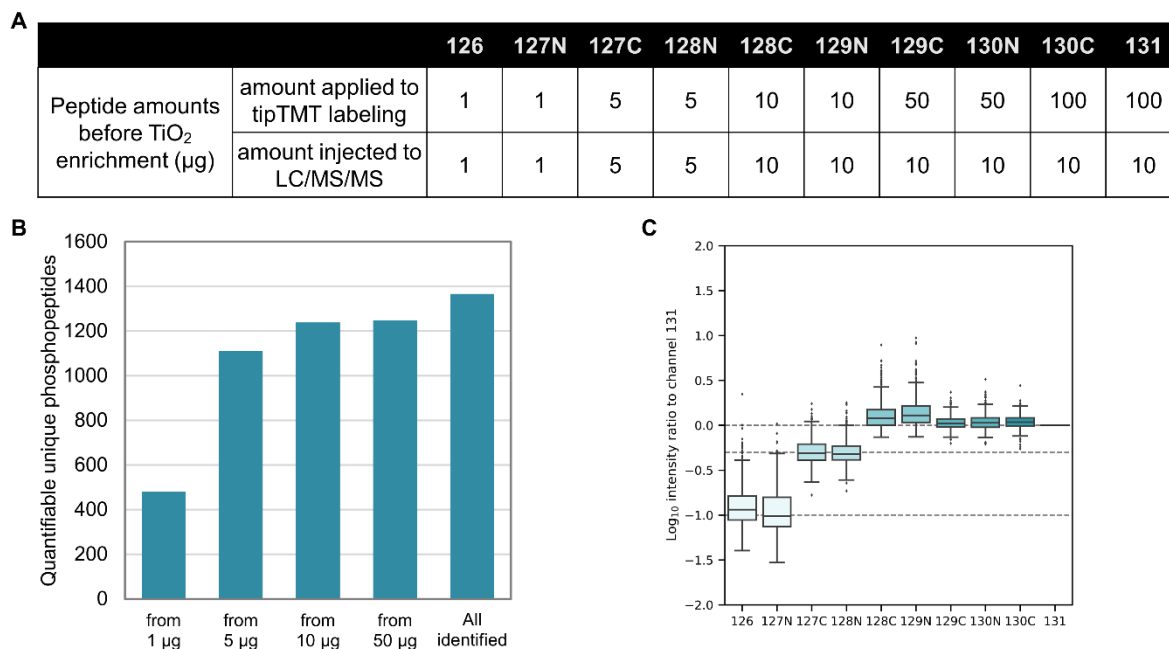 A
126 127N 127C 128N 128C 129N 129C 130N 130C 131
Peptide amounts
before TiO₂
enrichment (µg)
amount applied to
tipTMT labeling
1 1 5 5 10 10 50 50 100 100
amount injected to
LC/MS/MS
1 1 5 5 10 10 10 10 10 10
B
Quantifiable unique phosphopeptides
1600
1400
1200
1000
800
600
400
200
0
from
1 µg
from
5 µg
from
10 µg
from
50 µg
All
identified
C
Log₁₀ intensity ratio to channel 131
2.0
1.5
1.0
0.5
0.0
−0.5
−1.0
−1.5
−2.0
126 127N 127C 128N 128C 129N 129C 130N 130C 131